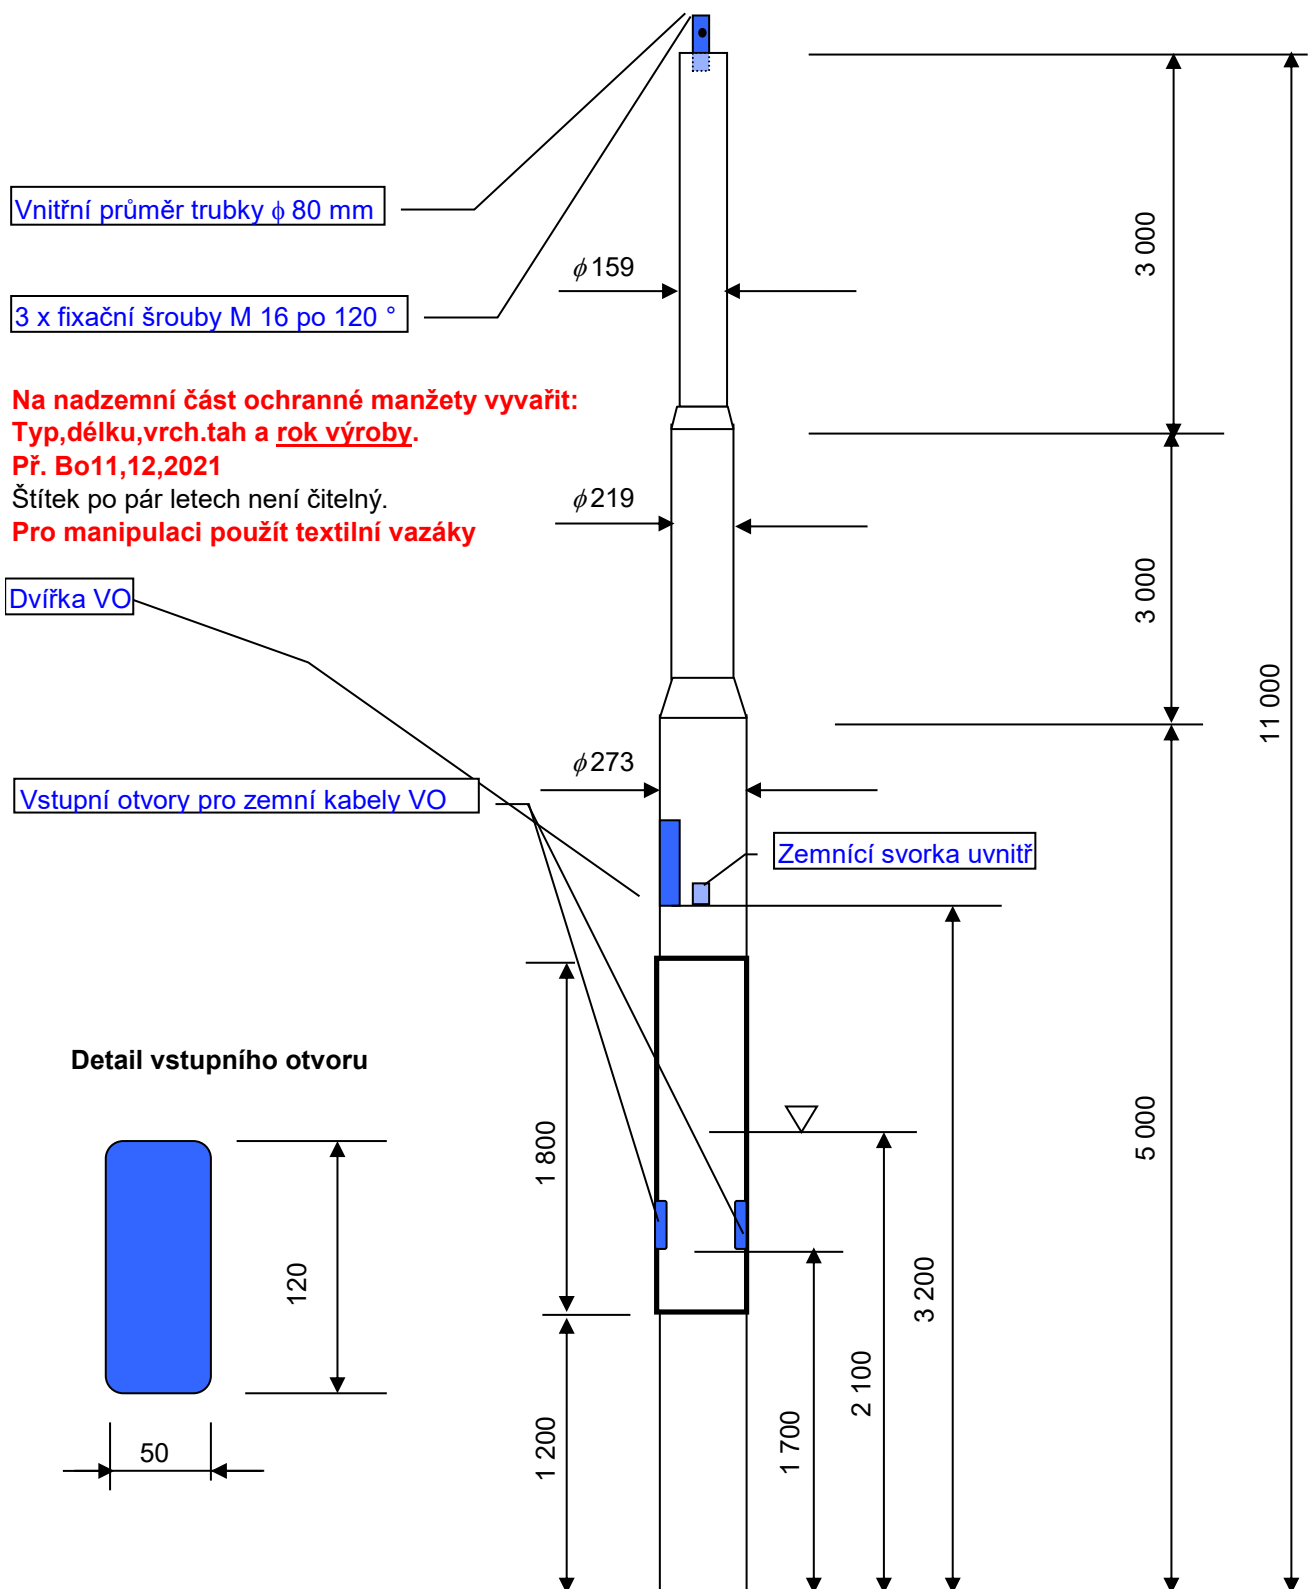 Vnitřní průměr trubky ϕ 80 mm
ϕ159
3 000
3 x fixační šrouby M 16 po 120 °
Na nadzemní část ochranné manžety vyvařit:
Typ,délku,vrch.tah a rok výroby.
Př. Bo11,12,2021
Štítek po pár letech není čitelný.
Pro manipulaci použít textilní vazáky
ϕ219
3 000
Dvířka VO
11 000
ϕ273
Vstupní otvory pro zemní kabely VO
Zemnící svorka uvnitř
Detail vstupního otvoru
1 800
5 000
120
3 200
2 100
1 700
1 200
50